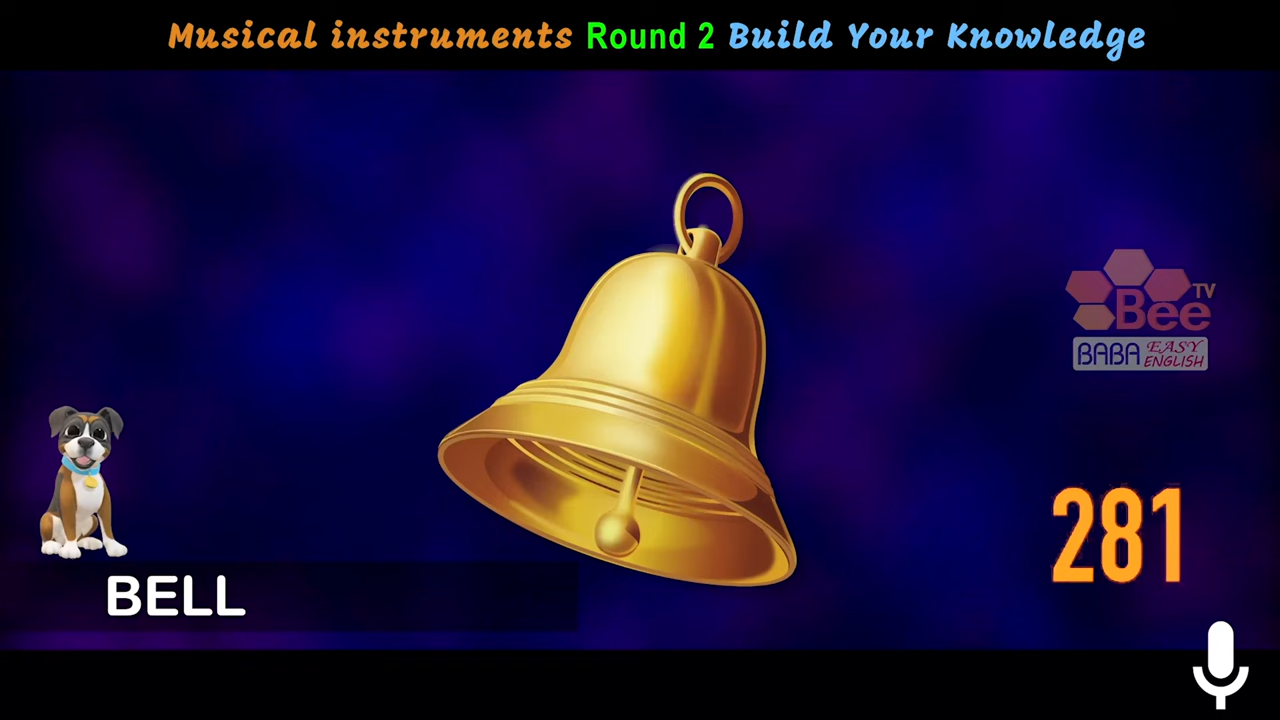 Musical instruments Round 2 Build Your Knowledge
Bee TV
BABA EASY ENGLISH
281
BELL